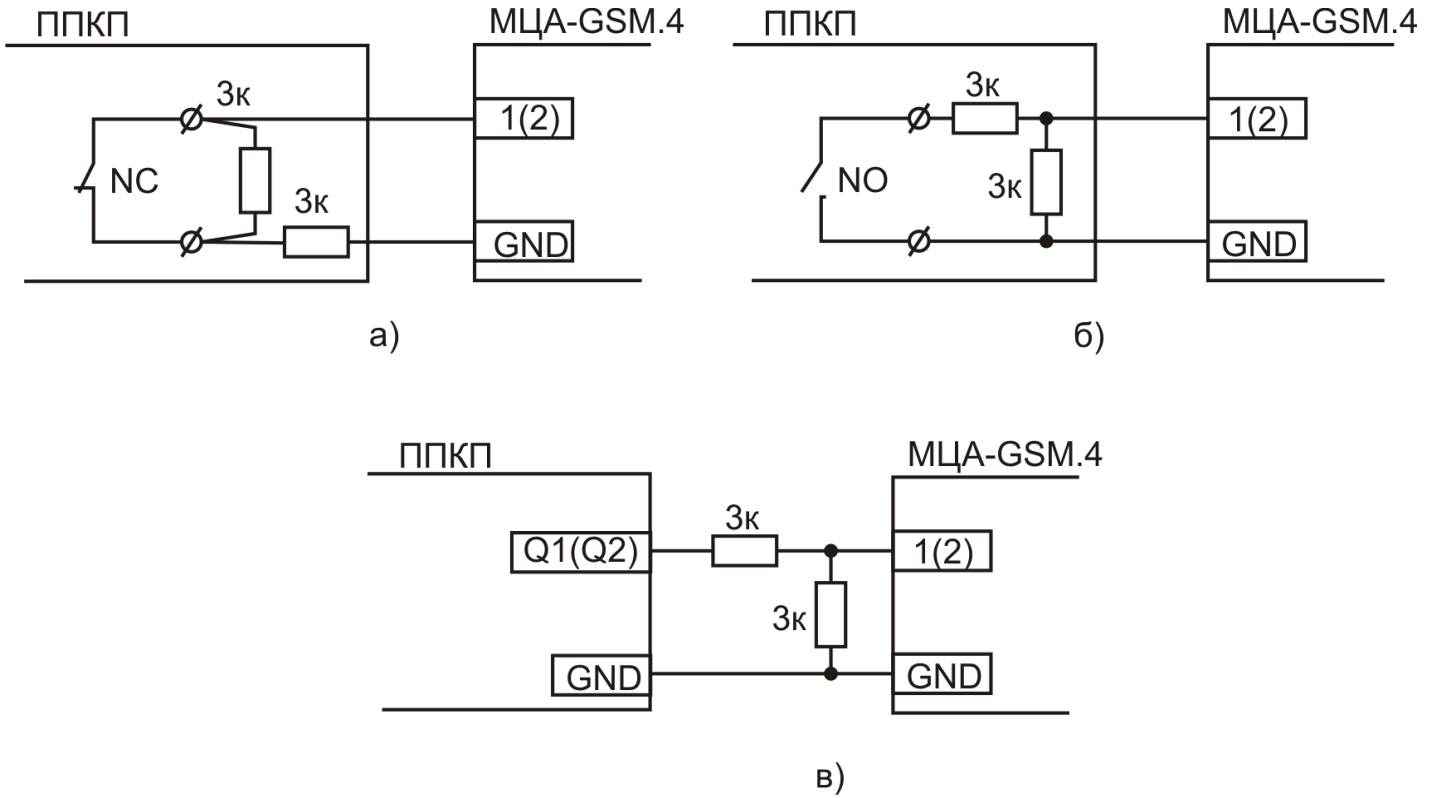 ППКП
МЦА-GSM.4
3к
1(2)
NC
3к
GND
а)
ППКП
МЦА-GSM.4
3к
1(2)
NO
3к
GND
б)
ППКП
МЦА-GSM.4
3к
Q1(Q2)
1(2)
3к
GND
GND
в)